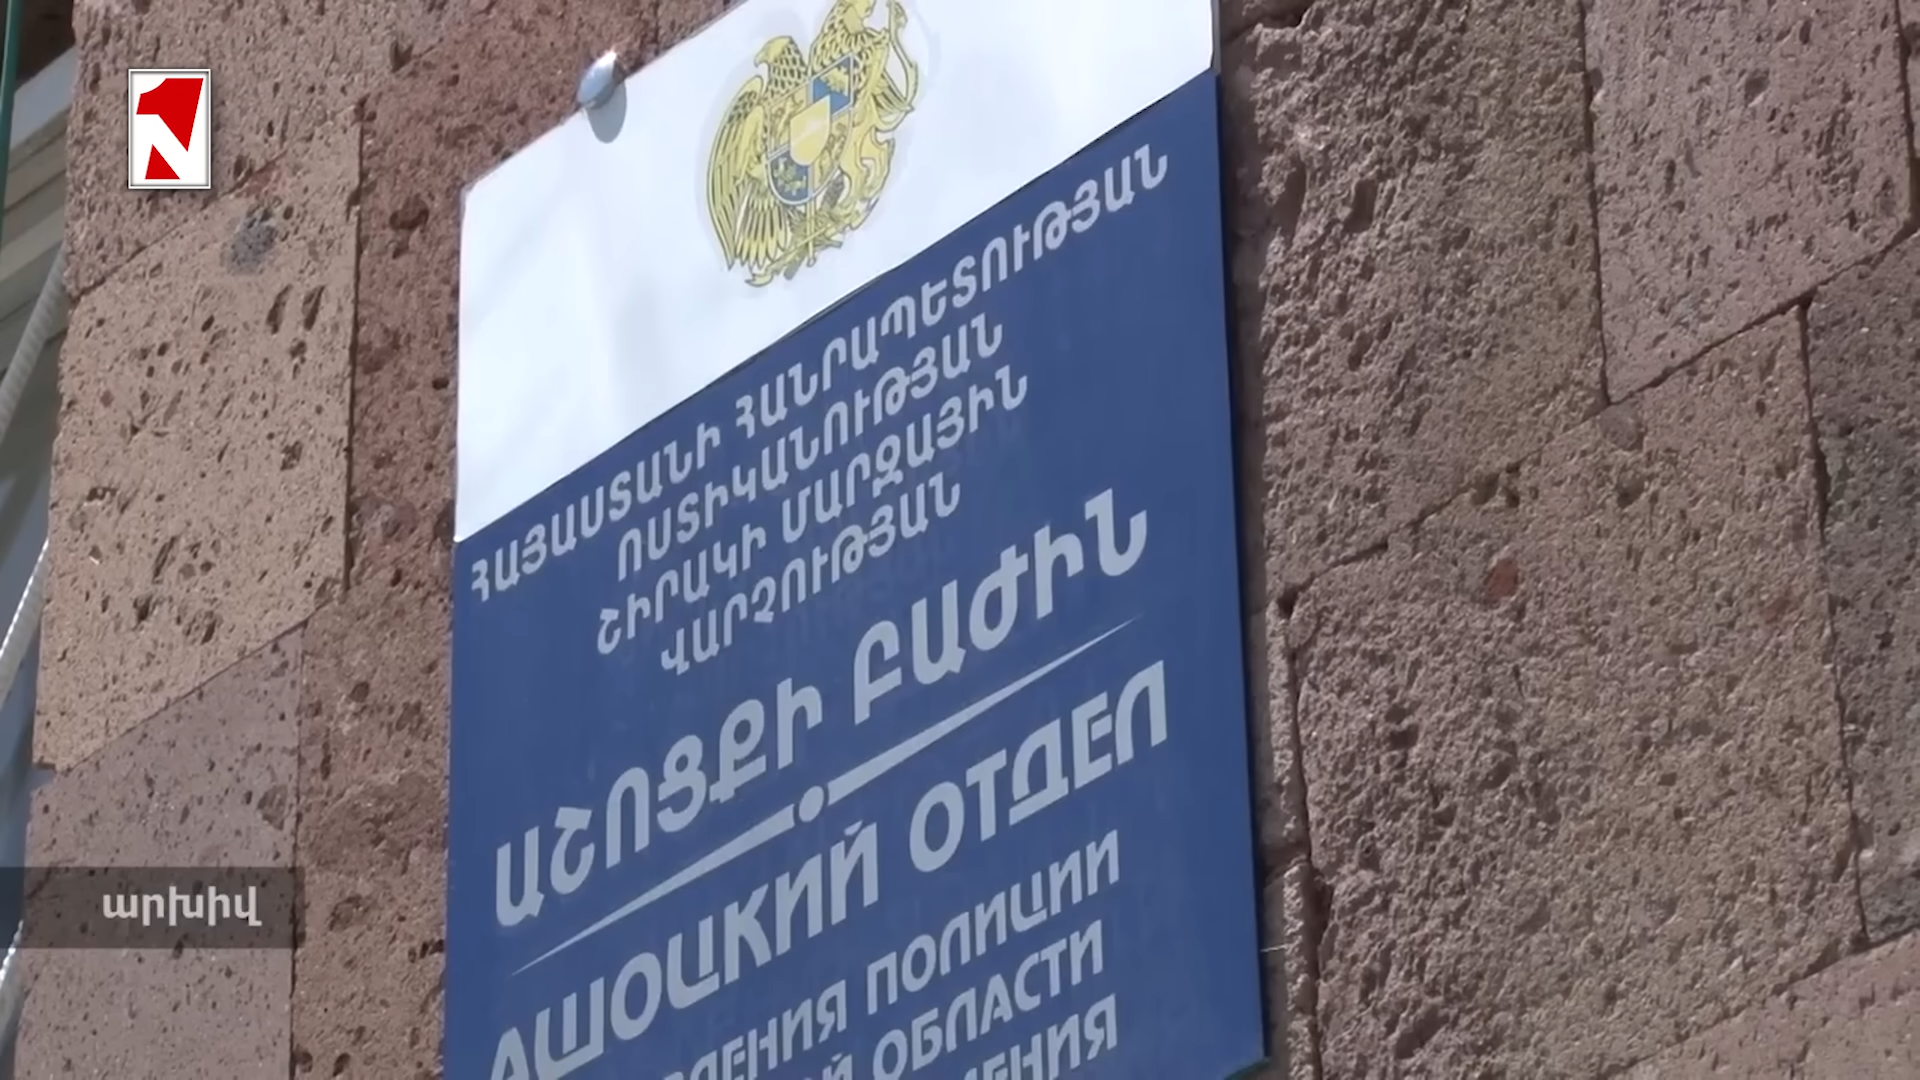 ՀԱՅԱՍՏԱՆԻ ՀԱՆՐԱՊԵՏՈՒԹՅԱՆ
ՈՍՏԻԿԱՆՈՒԹՅԱՆ
ՇԻՐԱԿԻ ՄԱՐԶԱՅԻՆ
ՎԱՐՉՈՒԹՅԱՆ
ԱՇՈՑՔԻ ԲԱԺԻՆ
АШОЦКИЙ ОТДЕЛ
ПОЛИЦИИ
ОБЛАСТИ
արխիվ